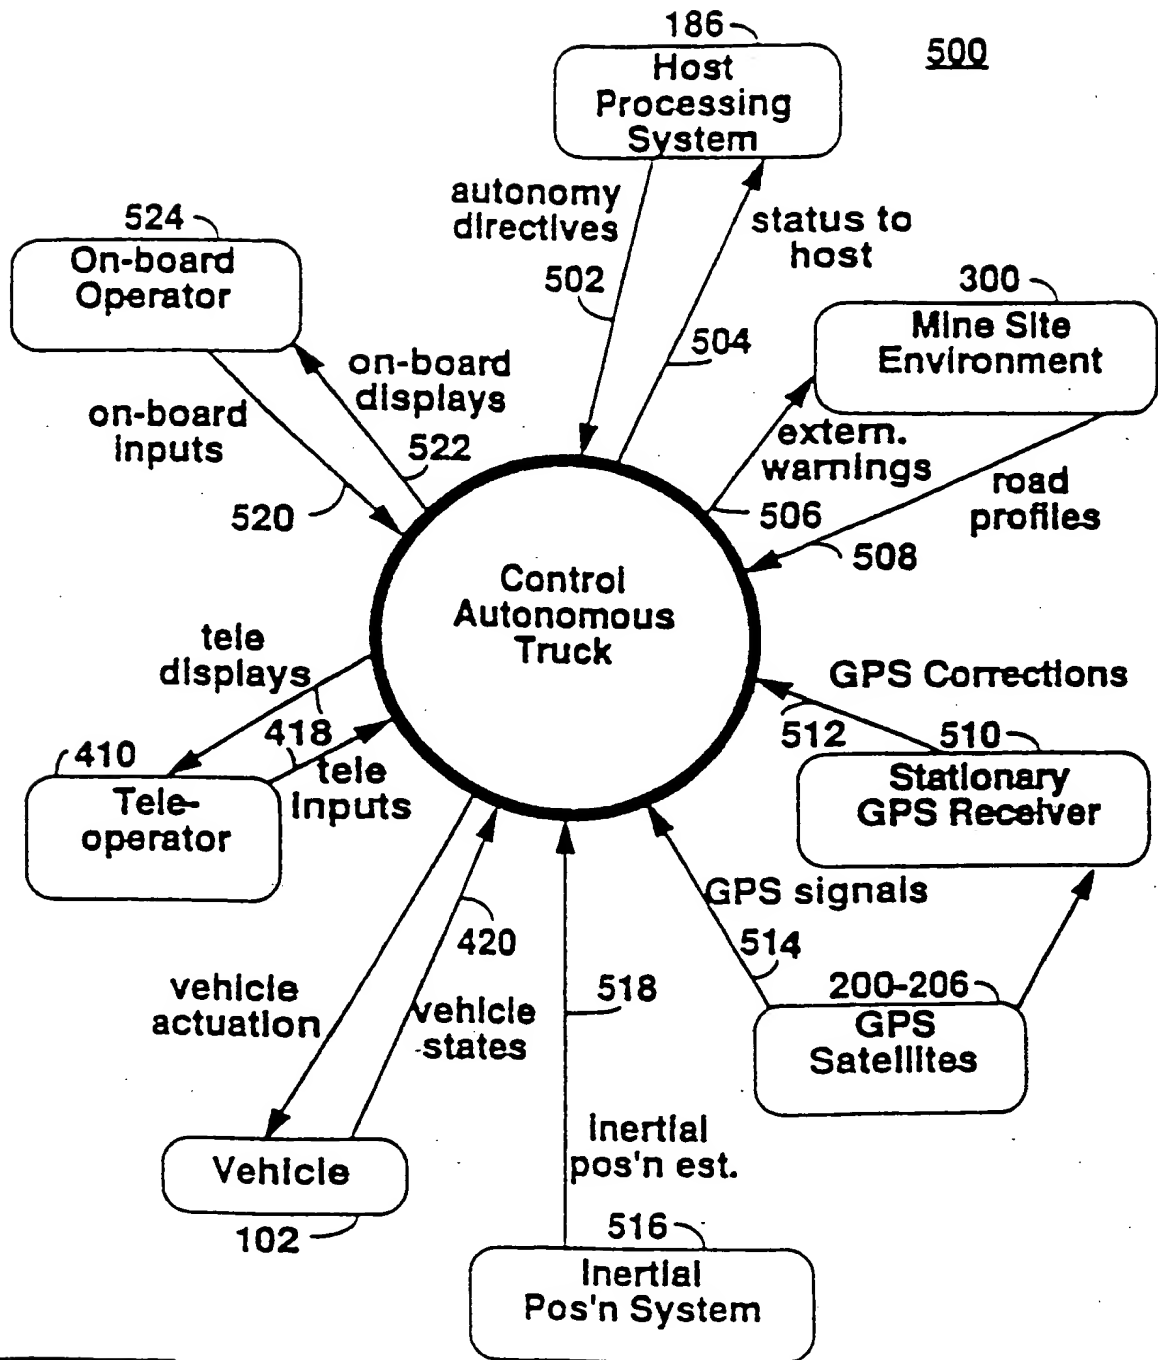 186
500
Host
Processing
System
autonomy
directives
502
status to
host
504
524
On-board
Operator
on-board
displays
522
on-board
inputs
520
300
Mine Site
Environment
extern.
warnings
506
road
profiles
508
Control
Autonomous
Truck
tele
displays
418
tele
inputs
410
Tele-
operator
GPS Corrections
512
510
Stationary
GPS Receiver
GPS signals
514
200-206
GPS
Satellites
vehicle
actuation
420
vehicle
states
Vehicle
102
518
inertial
pos'n est.
516
Inertial
Pos'n System